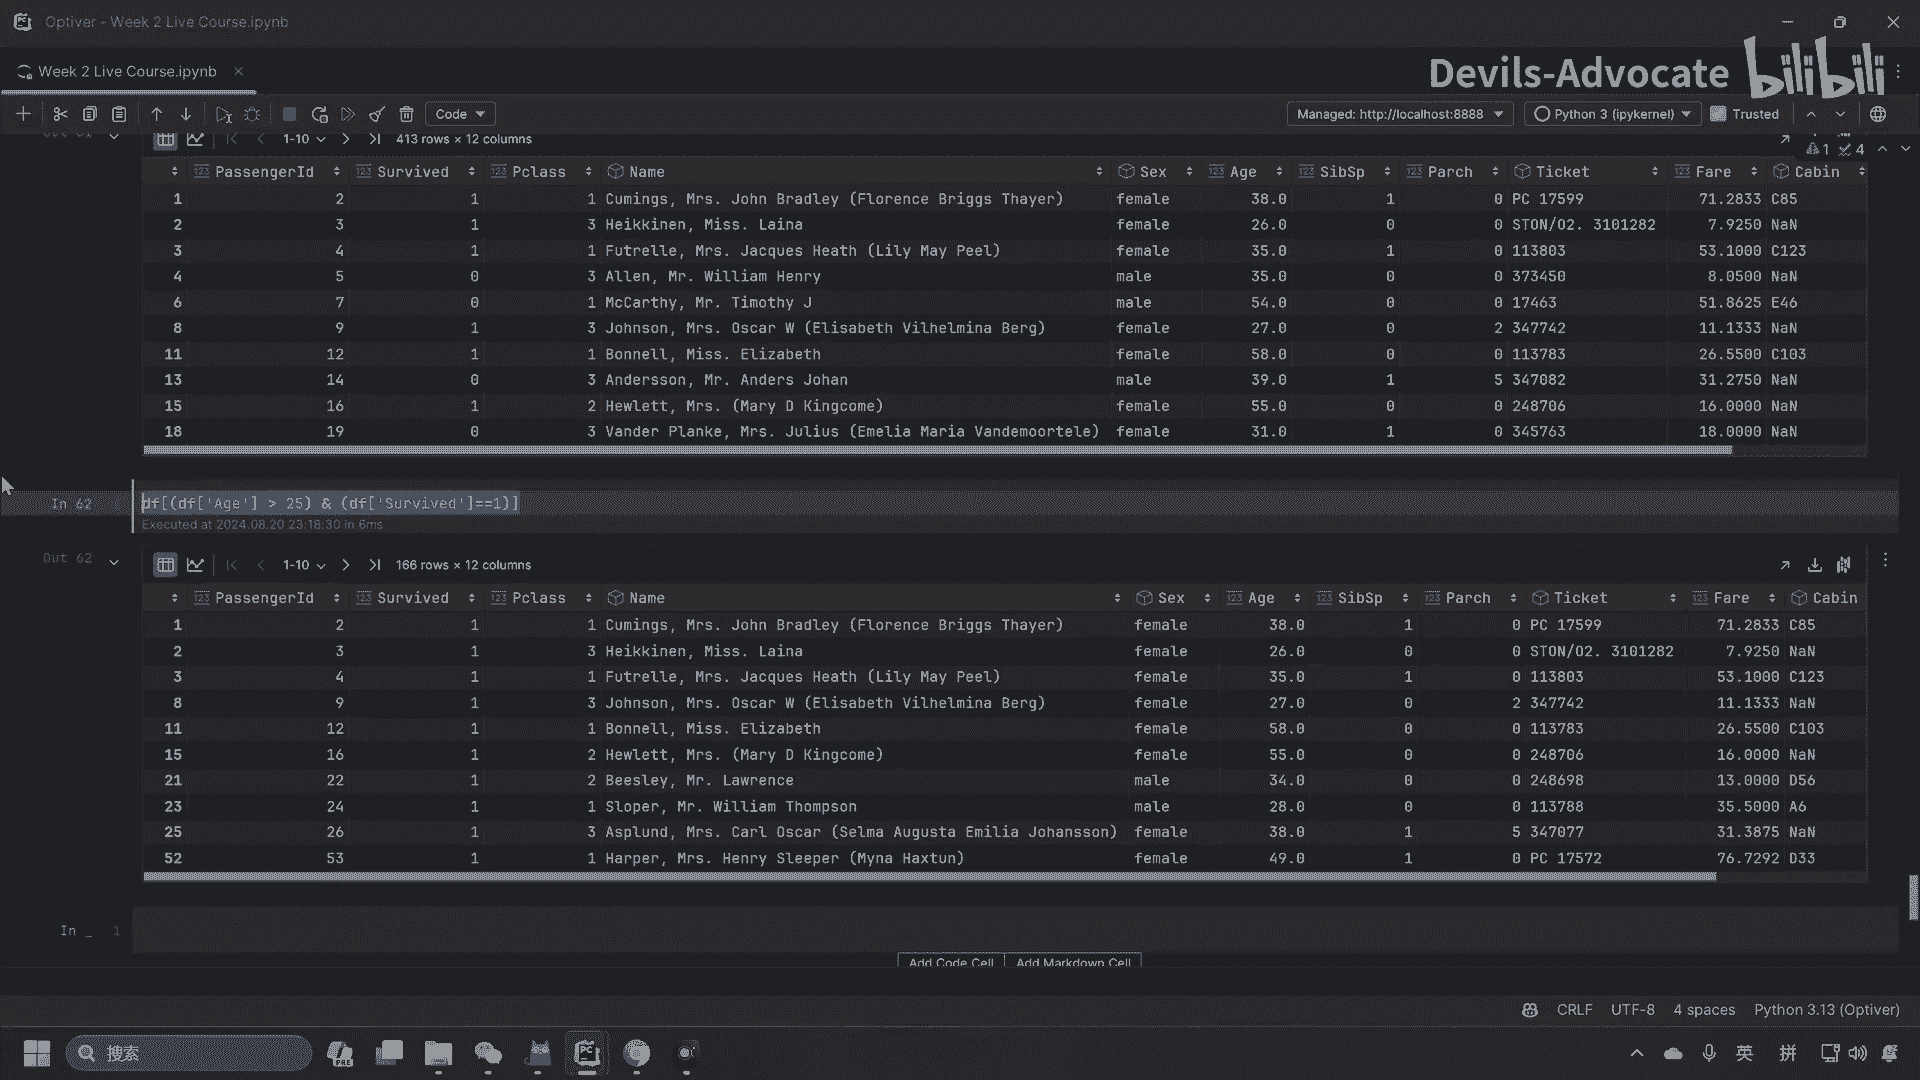 Optiver - Week 2 Live Course.ipynb
Week 2 Live Course.ipynb
Devils-Advocate bilibili
Code
Managed: http://localhost:8888
Python 3 (ipykernel)
Trusted
1-10
413 rows × 12 columns
1 4
PassengerId Survived Pclass Name Sex Age SibSp Parch Ticket Fare Cabin
1 2 1 1 Cumings, Mrs. John Bradley (Florence Briggs Thayer) female 38.0 1 0 PC 17599 71.2833 C85
2 3 1 3 Heikkinen, Miss. Laina female 26.0 0 0 STON/O2. 3101282 7.9250 NaN
3 4 1 1 Futrelle, Mrs. Jacques Heath (Lily May Peel) female 35.0 1 0 113803 53.1000 C123
4 5 0 3 Allen, Mr. William Henry male 35.0 0 0 373450 8.0500 NaN
6 7 0 1 McCarthy, Mr. Timothy J male 54.0 0 0 17463 51.8625 E46
8 9 1 3 Johnson, Mrs. Oscar W (Elisabeth Vilhelmina Berg) female 27.0 0 2 347742 11.1333 NaN
11 12 1 1 Bonnell, Miss. Elizabeth female 58.0 0 0 113783 26.5500 C103
13 14 0 3 Andersson, Mr. Anders Johan male 39.0 1 5 347082 31.2750 NaN
15 16 1 2 Hewlett, Mrs. (Mary D Kingcome) female 55.0 0 0 248706 16.0000 NaN
18 19 0 3 Vander Planke, Mrs. Julius (Emelia Maria Vandemoortele) female 31.0 1 0 345763 18.0000 NaN
In 62 df[(df['Age'] > 25) & (df['Survived']==1)]
Executed at 2024.08.20 23:18:30 in 6ms
Out 62
1-10
166 rows × 12 columns
PassengerId Survived Pclass Name Sex Age SibSp Parch Ticket Fare Cabin
1 2 1 1 Cumings, Mrs. John Bradley (Florence Briggs Thayer) female 38.0 1 0 PC 17599 71.2833 C85
2 3 1 3 Heikkinen, Miss. Laina female 26.0 0 0 STON/O2. 3101282 7.9250 NaN
3 4 1 1 Futrelle, Mrs. Jacques Heath (Lily May Peel) female 35.0 1 0 113803 53.1000 C123
8 9 1 3 Johnson, Mrs. Oscar W (Elisabeth Vilhelmina Berg) female 27.0 0 2 347742 11.1333 NaN
11 12 1 1 Bonnell, Miss. Elizabeth female 58.0 0 0 113783 26.5500 C103
15 16 1 2 Hewlett, Mrs. (Mary D Kingcome) female 55.0 0 0 248706 16.0000 NaN
21 22 1 2 Beesley, Mr. Lawrence male 34.0 0 0 248698 13.0000 D56
23 24 1 1 Sloper, Mr. William Thompson male 28.0 0 0 113788 35.5000 A6
25 26 1 3 Asplund, Mrs. Carl Oscar (Selma Augusta Emilia Johansson) female 38.0 1 5 347077 31.3875 NaN
52 53 1 1 Harper, Mrs. Henry Sleeper (Myna Haxtun) female 49.0 1 0 PC 17572 76.7292 D33
In _ 1
Add Code Cell Add Markdown Cell
CRLF UTF-8 4 spaces Python 3.13 (Optiver)
搜索
PRE
PC
英
拼